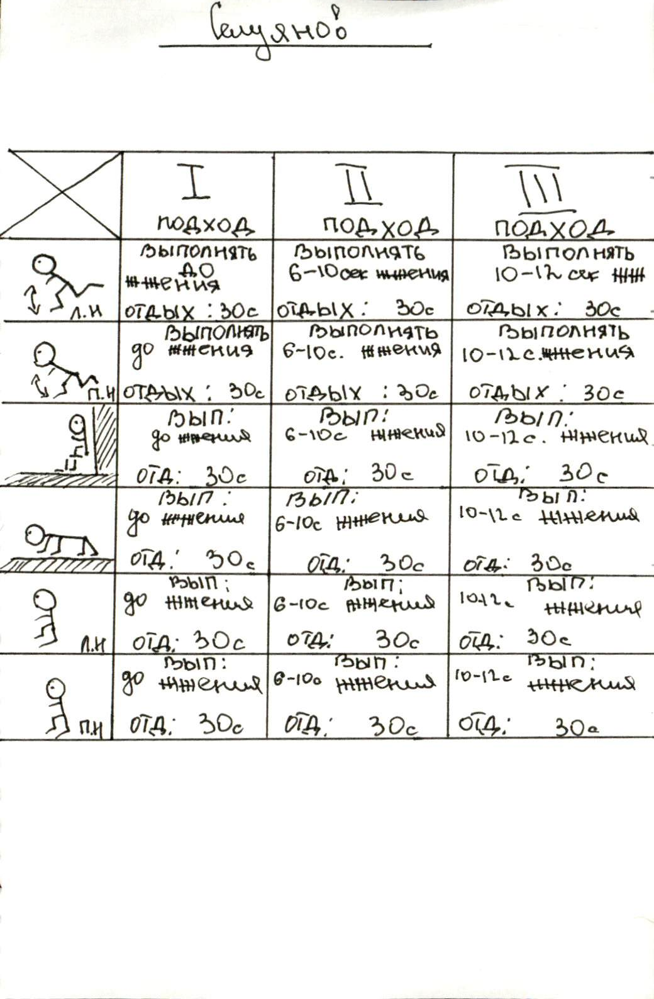 Селуянов
I
II
III
ПОДХОД
ПОДХОД
ПОДХОД
Л.Н
ВЫПОЛНЯТЬ
ДО
жжения
ОТДЫХ : 30с
ВЫПОЛНЯТЬ
6-10сек жжения
ОТДЫХ: 30с
ВЫПОЛНЯТЬ
10-12 сек жж
ОТДЫХ: 30с
П.Н
ВЫПОЛНЯТЬ
до жжения
ОТДЫХ: 30с
ВЫПОЛНЯТЬ
6-10с. жжения
ОТДЫХ : 30с
ВЫПОЛНЯТЬ
10-12с. жжения
ОТДЫХ: 30с
ВЫП:
до жжения
ОТД: 30с
ВЫП:
6-10с жжения
ОТД: 30с
ВЫП:
10-12с. жжения
ОТД: 30с
ВЫП:
до жжения
ОТД: 30с
ВЫП:
6-10с жжения
ОТД: 30с
ВЫП:
10-12с жжения
ОТД: 30с
Л.Н
ВЫП:
до жжения
ОТД: 30с
ВЫП:
6-10с жжения
ОТД: 30с
ВЫП:
10-12с жжения
ОТД: 30с
П.Н
ВЫП:
до жжения
ОТД: 30с
ВЫП:
6-10с жжения
ОТД: 30с
ВЫП:
10-12с жжения
ОТД: 30с